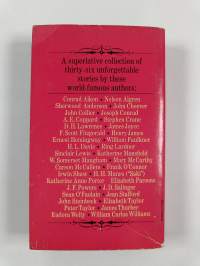 A superlative collection of
thirty-six unforgettable
stories by these
world-famous authors:
Conrad Aiken • Nelson Algren
Sherwood Anderson • John Cheever
John Collier • Joseph Conrad
A. E. Coppard • Stephen Crane
D. H. Lawrence • James Joyce
F. Scott Fitzgerald • Henry James
Ernest Hemingway • William Faulkner
H. L. Davis • Ring Lardner
Sinclair Lewis • Katherine Mansfield
W. Somerset Maugham • Mary McCarthy
Carson McCullers • Frank O'Connor
Irwin Shaw • H. H. Munro ("Saki")
Katherine Anne Porter • Elizabeth Parsons
J. F. Powers • J. D. Salinger
Sean O'Faolain • Jean Stafford
John Steinbeck • Elizabeth Taylor
Peter Taylor • James Thurber
Eudora Welty • William Carlos Williams